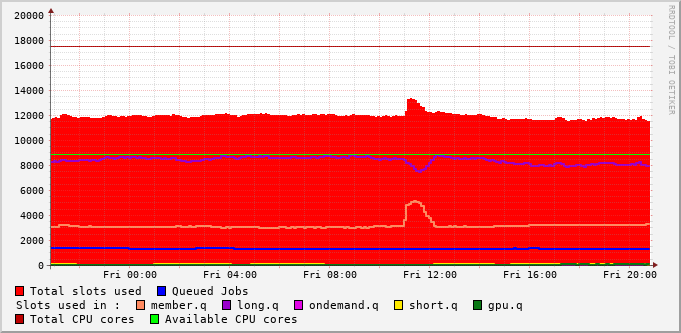 RRDTOOL / TOBI OETIKER
20000
18000
16000
14000
12000
10000
8000
6000
4000
2000
0
Fri 00:00 Fri 04:00 Fri 08:00 Fri 12:00 Fri 16:00 Fri 20:00
Total slots used Queued Jobs
Slots used in : member.q long.q ondemand.q short.q gpu.q
Total CPU cores Available CPU cores